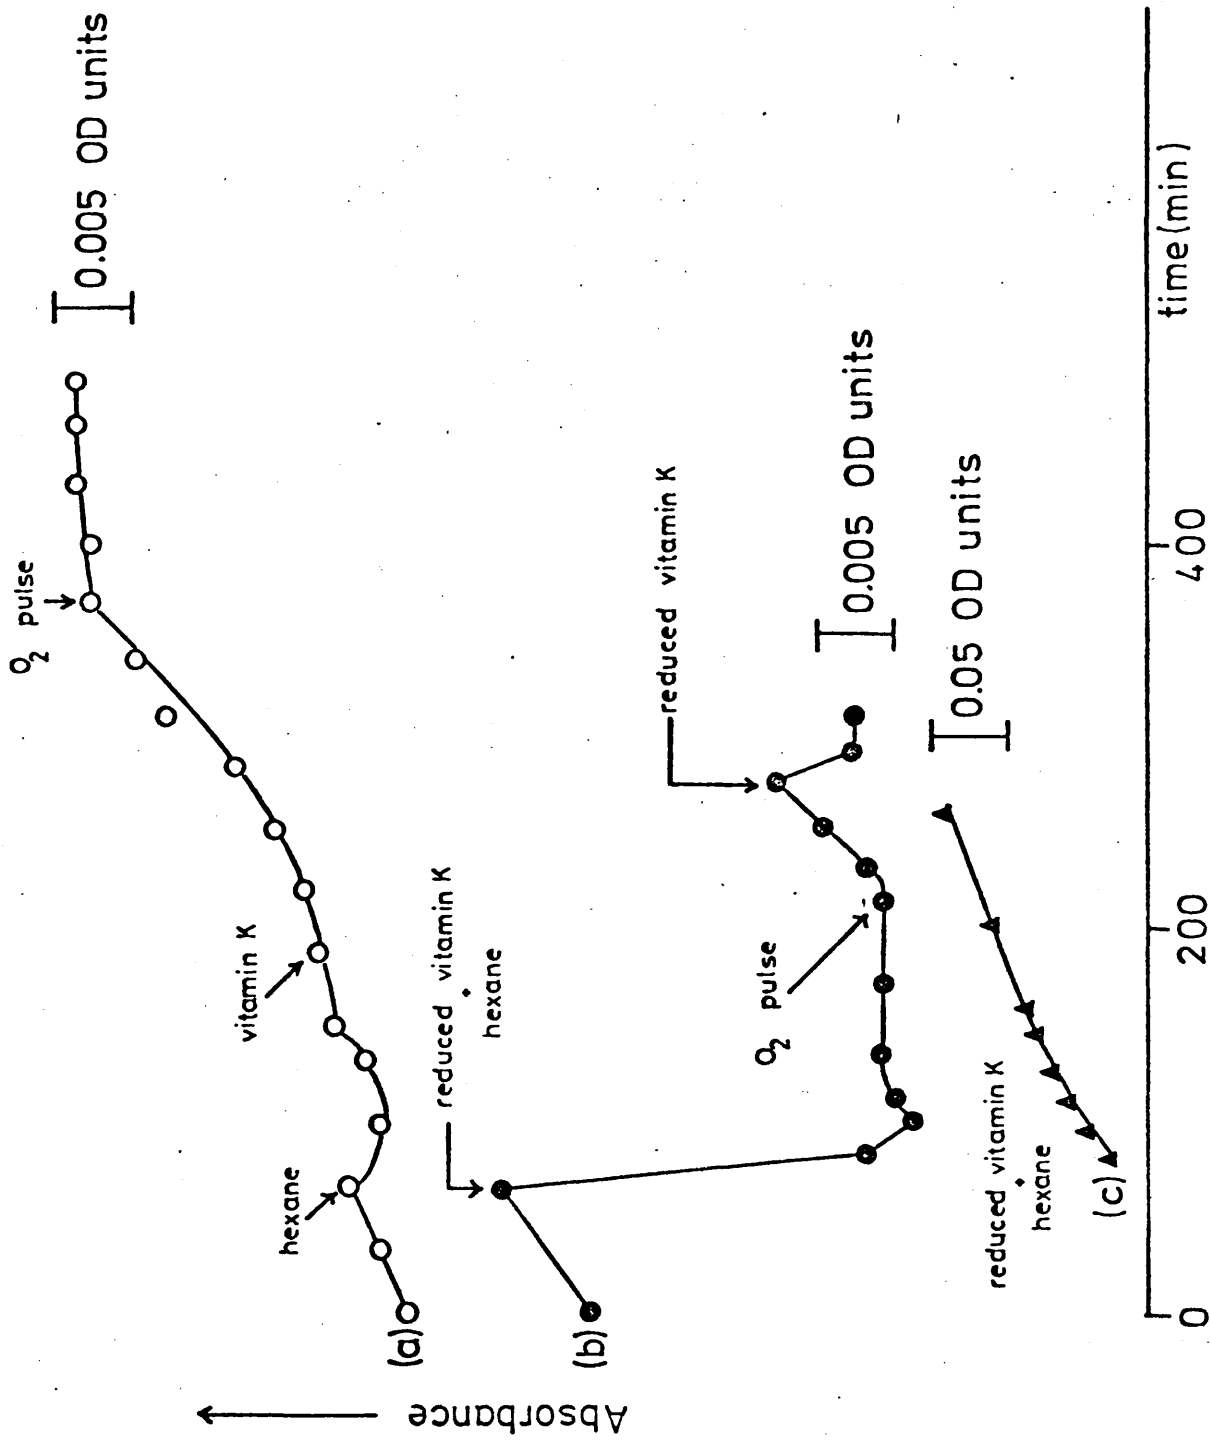 Absorbance
(a)
hexane
vitamin K
O2 pulse
0.005 OD units
(b)
reduced vitamin K
+
hexane
O2 pulse
reduced vitamin K
0.005 OD units
(c)
reduced vitamin K
+
hexane
0.05 OD units
0
200
400
time(min)